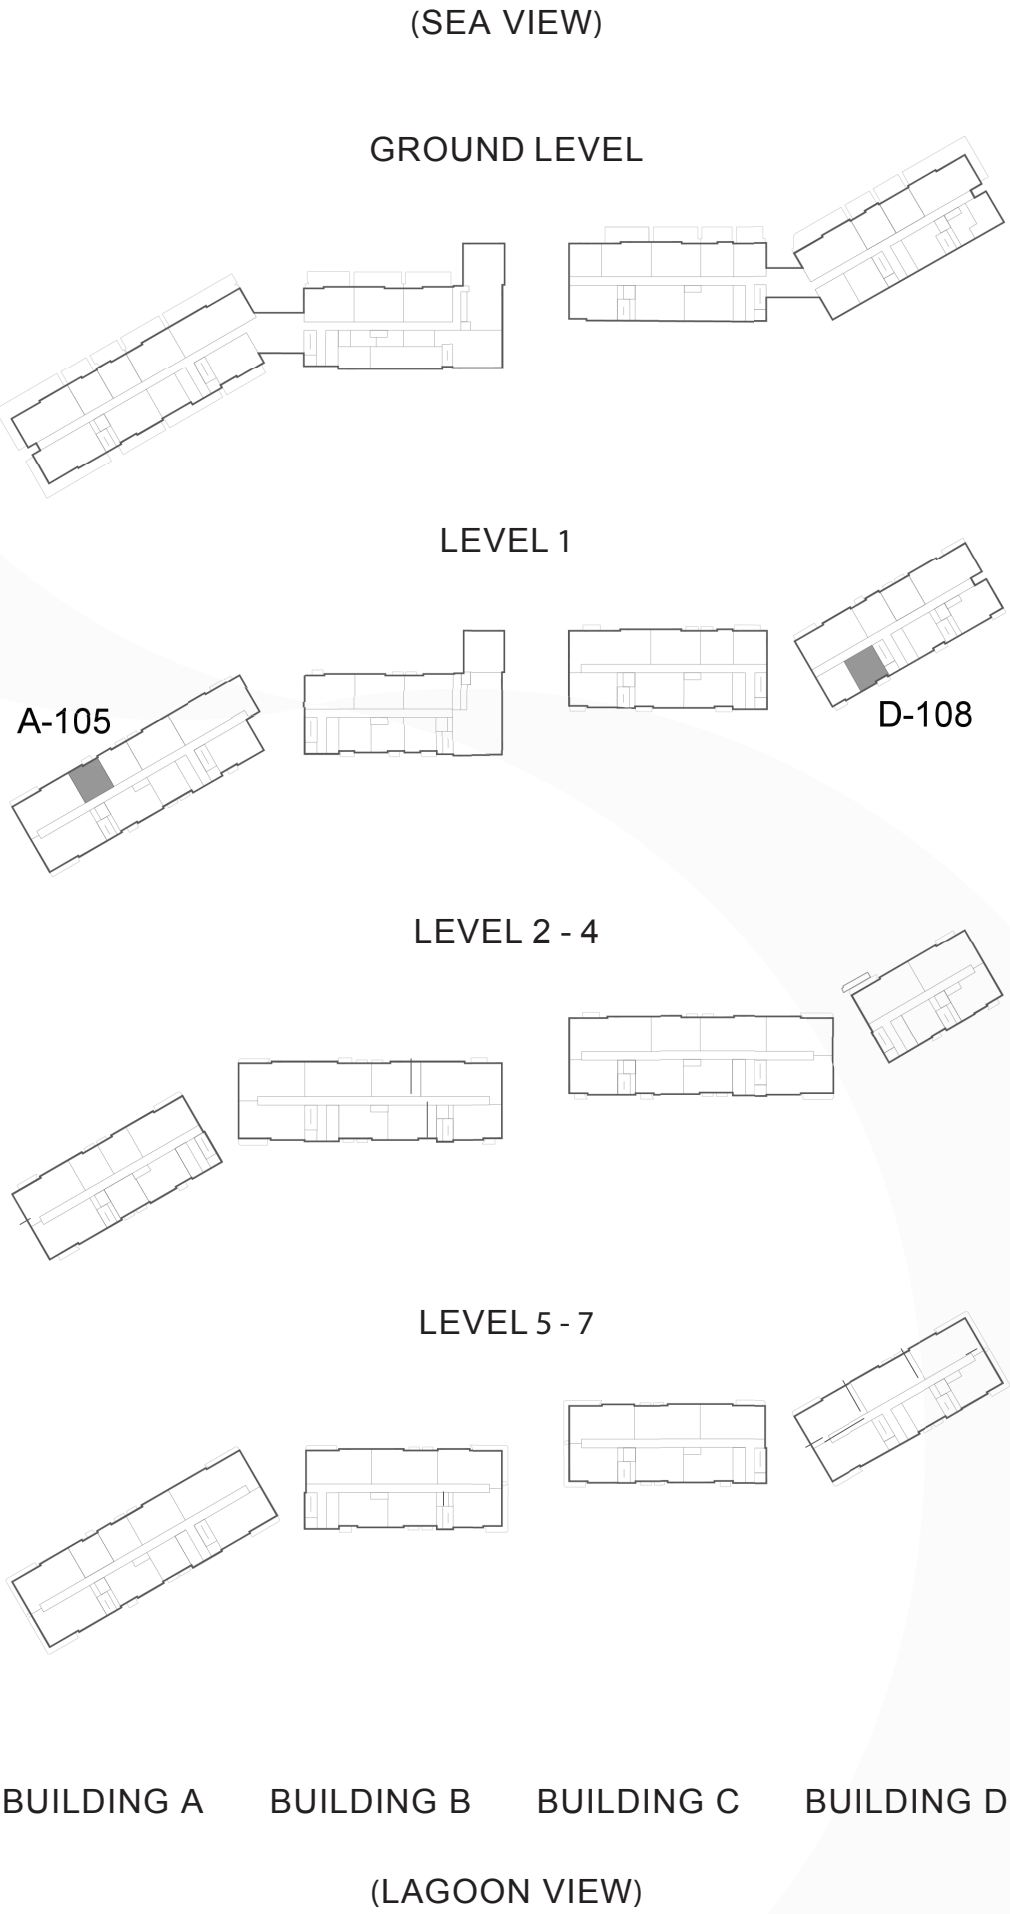 (SEA VIEW)
GROUND LEVEL
LEVEL 1
A-105
D-108
LEVEL 2 - 4
LEVEL 5 - 7
BUILDING A BUILDING B BUILDING C BUILDING D
(LAGOON VIEW)